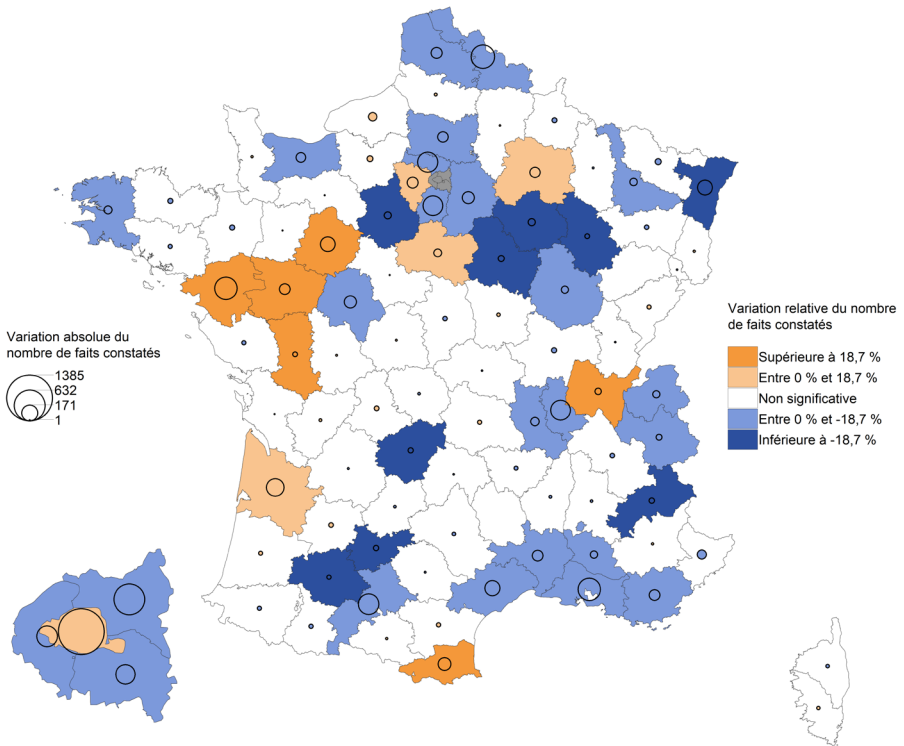 Variation absolue du
nombre de faits constatés
1385
632
171
1
Variation relative du nombre
de faits constatés
Supérieure à 18,7 %
Entre 0 % et 18,7 %
Non significative
Entre 0 % et -18,7 %
Inférieure à -18,7 %